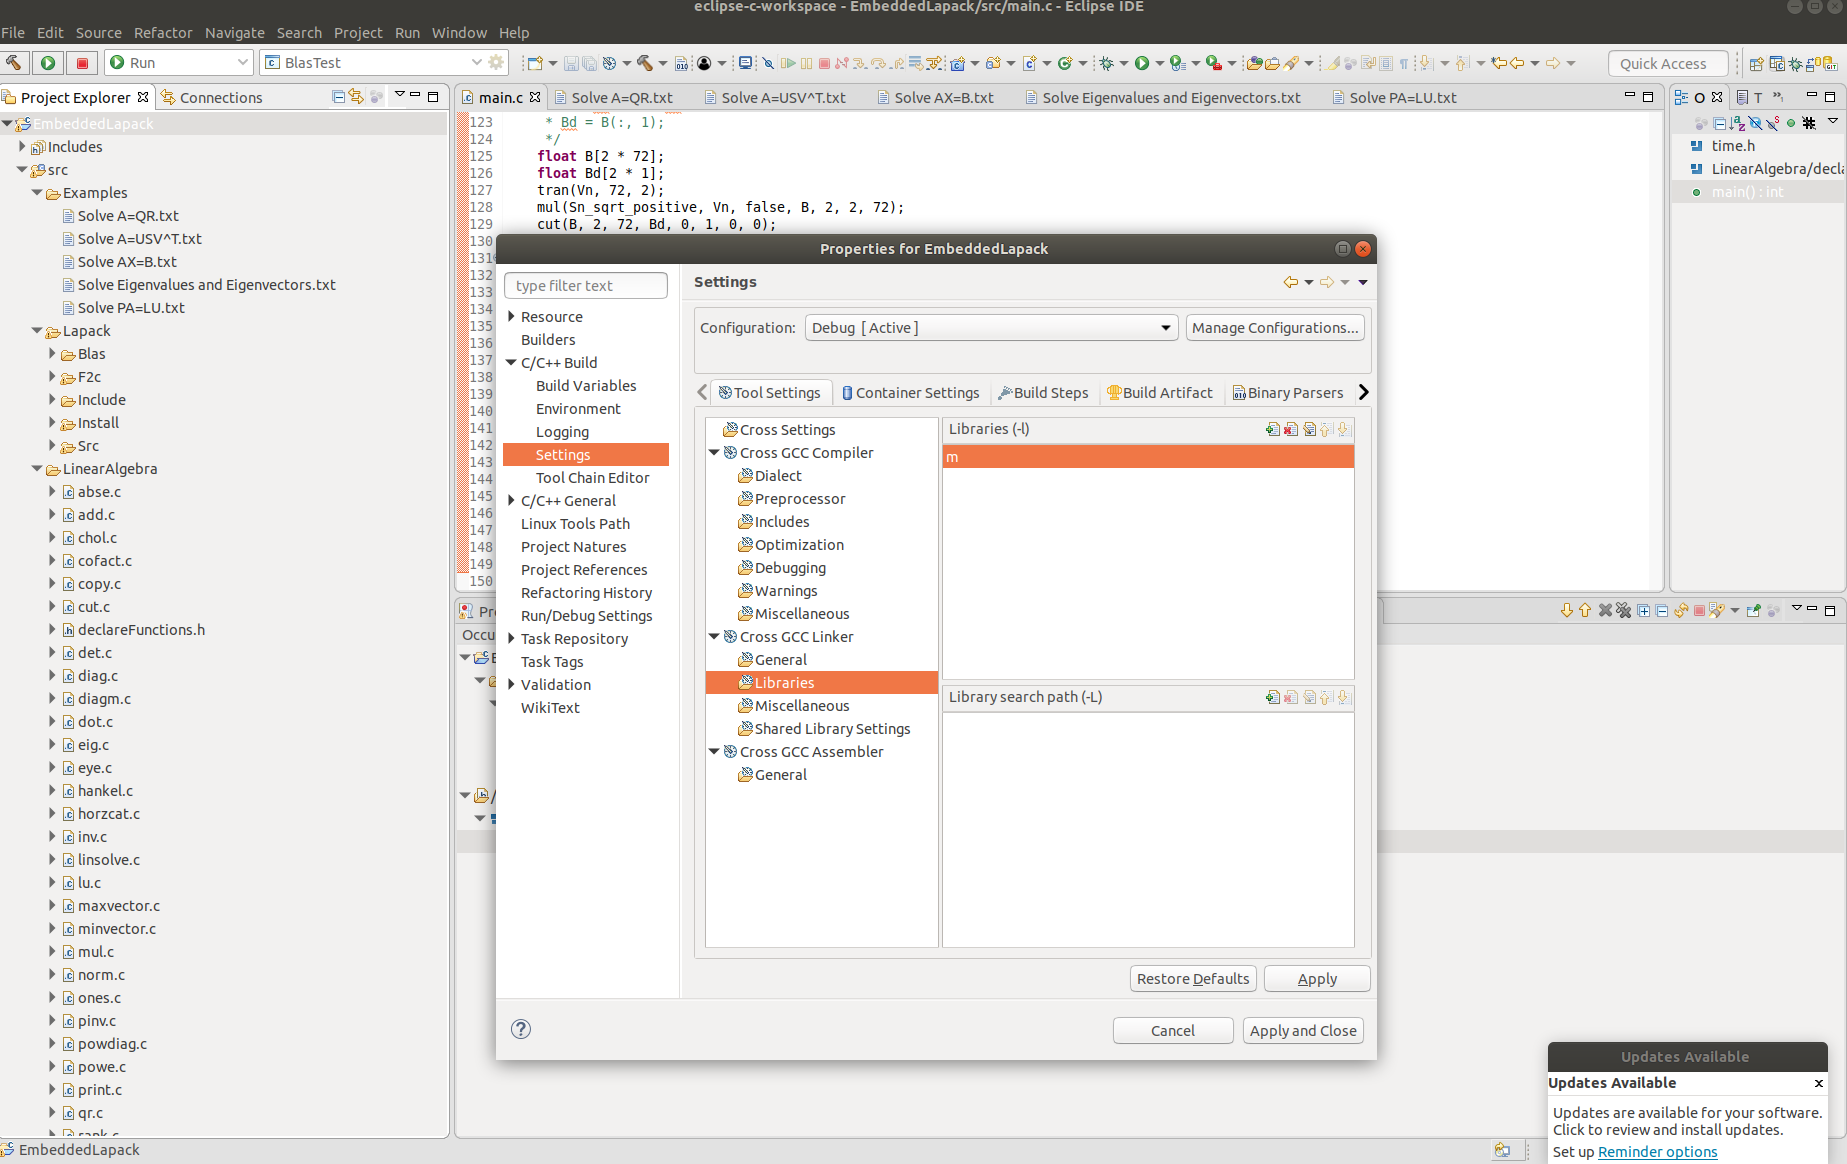 eclipse-c-workspace - EmbeddedLapack/src/main.c - Eclipse IDE
File Edit Source Refactor Navigate Search Project Run Window Help
Run
BlasTest
Quick Access
Project Explorer
Connections
EmbeddedLapack
Includes
src
Examples
Solve A=QR.txt
Solve A=USV^T.txt
Solve AX=B.txt
Solve Eigenvalues and Eigenvectors.txt
Solve PA=LU.txt
Lapack
Blas
F2c
Include
Install
Src
LinearAlgebra
abse.c
add.c
chol.c
cofact.c
copy.c
cut.c
declareFunctions.h
det.c
diag.c
diagm.c
dot.c
eig.c
eye.c
hankel.c
horzcat.c
inv.c
linsolve.c
lu.c
maxvector.c
minvector.c
mul.c
norm.c
ones.c
pinv.c
powdiag.c
powe.c
print.c
qr.c
rank.c
EmbeddedLapack
main.c
Solve A=QR.txt
Solve A=USV^T.txt
Solve AX=B.txt
Solve Eigenvalues and Eigenvectors.txt
Solve PA=LU.txt
123 * Bd = B(:, 1);
124 */
125 float B[2 * 72];
126 float Bd[2 * 1];
127 tran(Vn, 72, 2);
128 mul(Sn_sqrt_positive, Vn, false, B, 2, 2, 72);
129 cut(B, 2, 72, Bd, 0, 1, 0, 0);
130
131
132
133
134
135
136
137
138
139
140
141
142
143
144
145
146
147
148
149
150
O
T
time.h
LinearAlgebra/decla
main() : int
Pr
Occu
E
/
Properties for EmbeddedLapack
type filter text
Resource
Builders
C/C++ Build
Build Variables
Environment
Logging
Settings
Tool Chain Editor
C/C++ General
Linux Tools Path
Project Natures
Project References
Refactoring History
Run/Debug Settings
Task Repository
Task Tags
Validation
WikiText
Settings
Configuration:
Debug [ Active ]
Manage Configurations...
Tool Settings
Container Settings
Build Steps
Build Artifact
Binary Parsers
Cross Settings
Cross GCC Compiler
Dialect
Preprocessor
Includes
Optimization
Debugging
Warnings
Miscellaneous
Cross GCC Linker
General
Libraries
Miscellaneous
Shared Library Settings
Cross GCC Assembler
General
Libraries (-l)
m
Library search path (-L)
Restore Defaults
Apply
Cancel
Apply and Close
Updates Available
Updates Available
Updates are available for your software.
Click to review and install updates.
Set up Reminder options